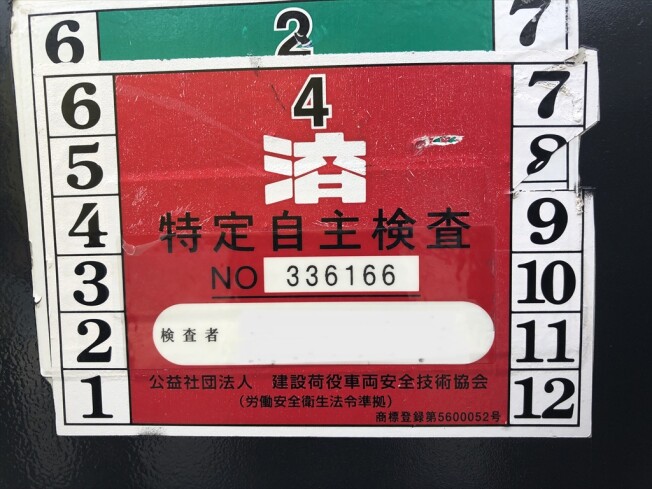 6 2 7
4
済
特定自主検査
NO 336166
検査者
公益社団法人 建設荷役車両安全技術協会
(労働安全衛生法令準拠)
商標登録第5600052号
6
5
4
3
2
1
7
8
9
10
11
12